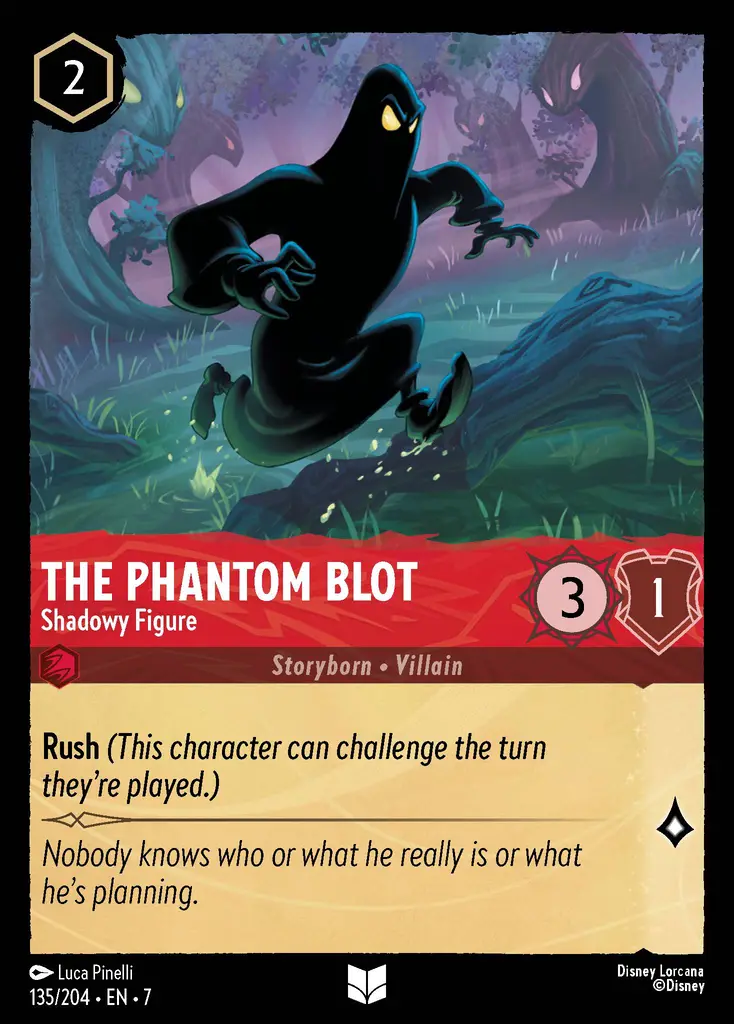 2
THE PHANTOM BLOT
Shadowy Figure
3
1
Storyborn • Villain
Rush (This character can challenge the turn
they're played.)
Nobody knows who or what he really is or what
he's planning.
Luca Pinelli
135/204 • EN • 7
Disney Lorcana
©Disney